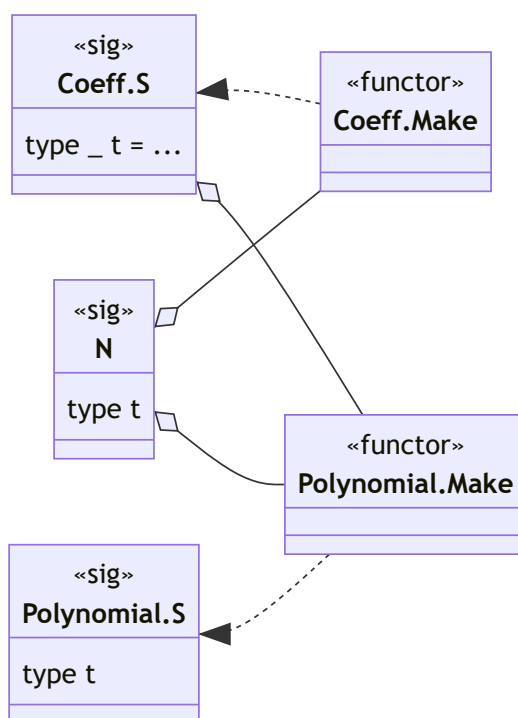 «sig»
Coeff.S
type _ t = ...
«functor»
Coeff.Make
«sig»
N
type t
«functor»
Polynomial.Make
«sig»
Polynomial.S
type t